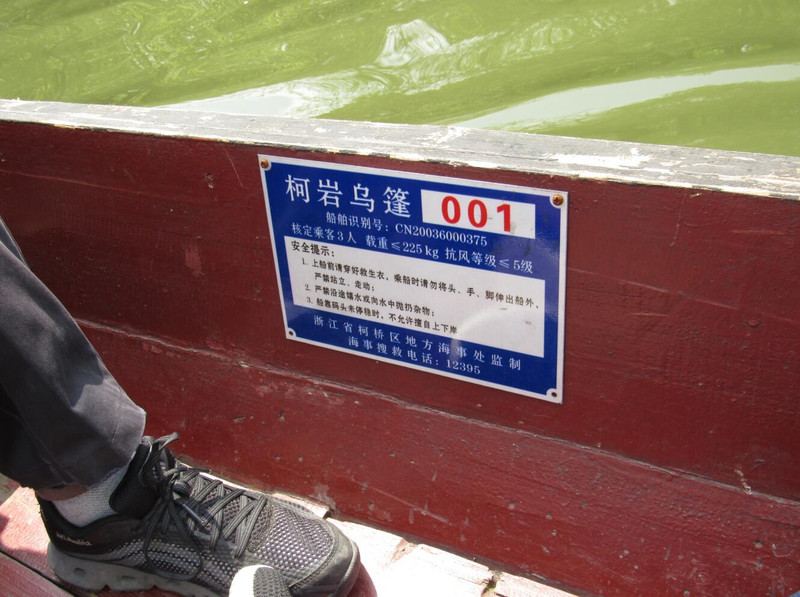 柯岩乌篷 001
船舶识别号：CN20036000375
核定乘客3人 载重≤225kg 抗风等级≤5级
安全提示：
1. 上船前请穿好救生衣，乘船时请勿将头、手、脚伸出船外，
严禁站立、走动；
2. 严禁沿途嬉水或向水中抛扔杂物；
3. 船靠码头未停稳时，不允许擅自上下岸
浙江省柯桥区地方海事处监制
海事搜救电话：12395
Columbia